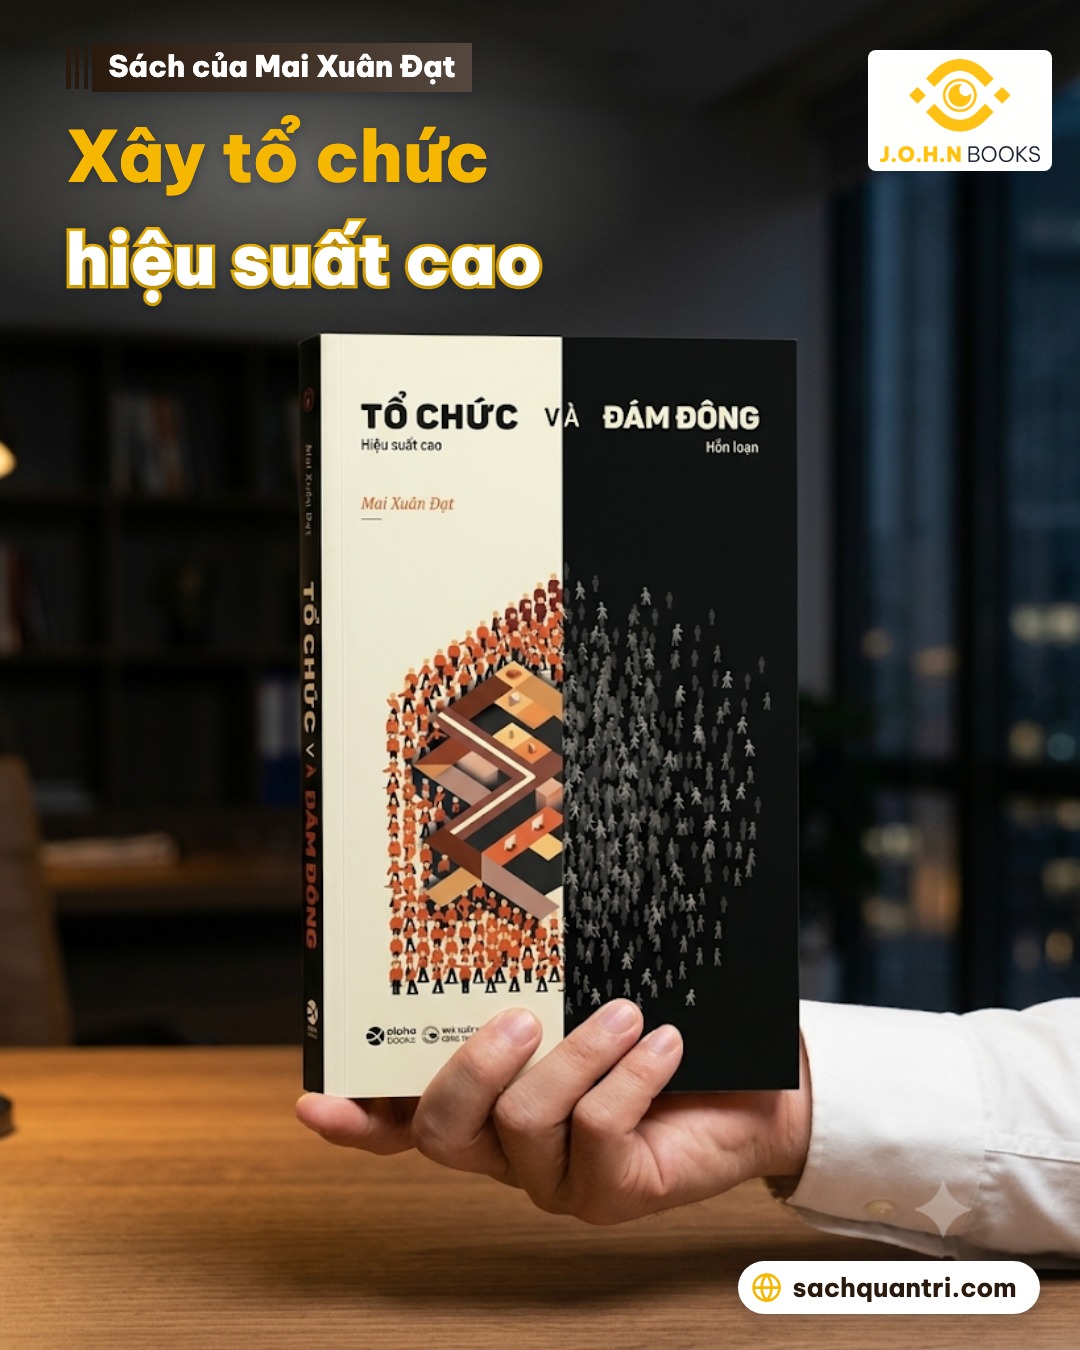 Sách của Mai Xuân Đạt
Xây tổ chức
hiệu suất cao
J.O.H.N BOOKS
TỔ CHỨC VÀ ĐÁM ĐÔNG
Hiệu suất cao
Hỗn loạn
Mai Xuân Đạt
Mai Xuân Đạt
TỔ CHỨC VÀ ĐÁM ĐÔNG
aloha
BOOKS
sachquantri.com